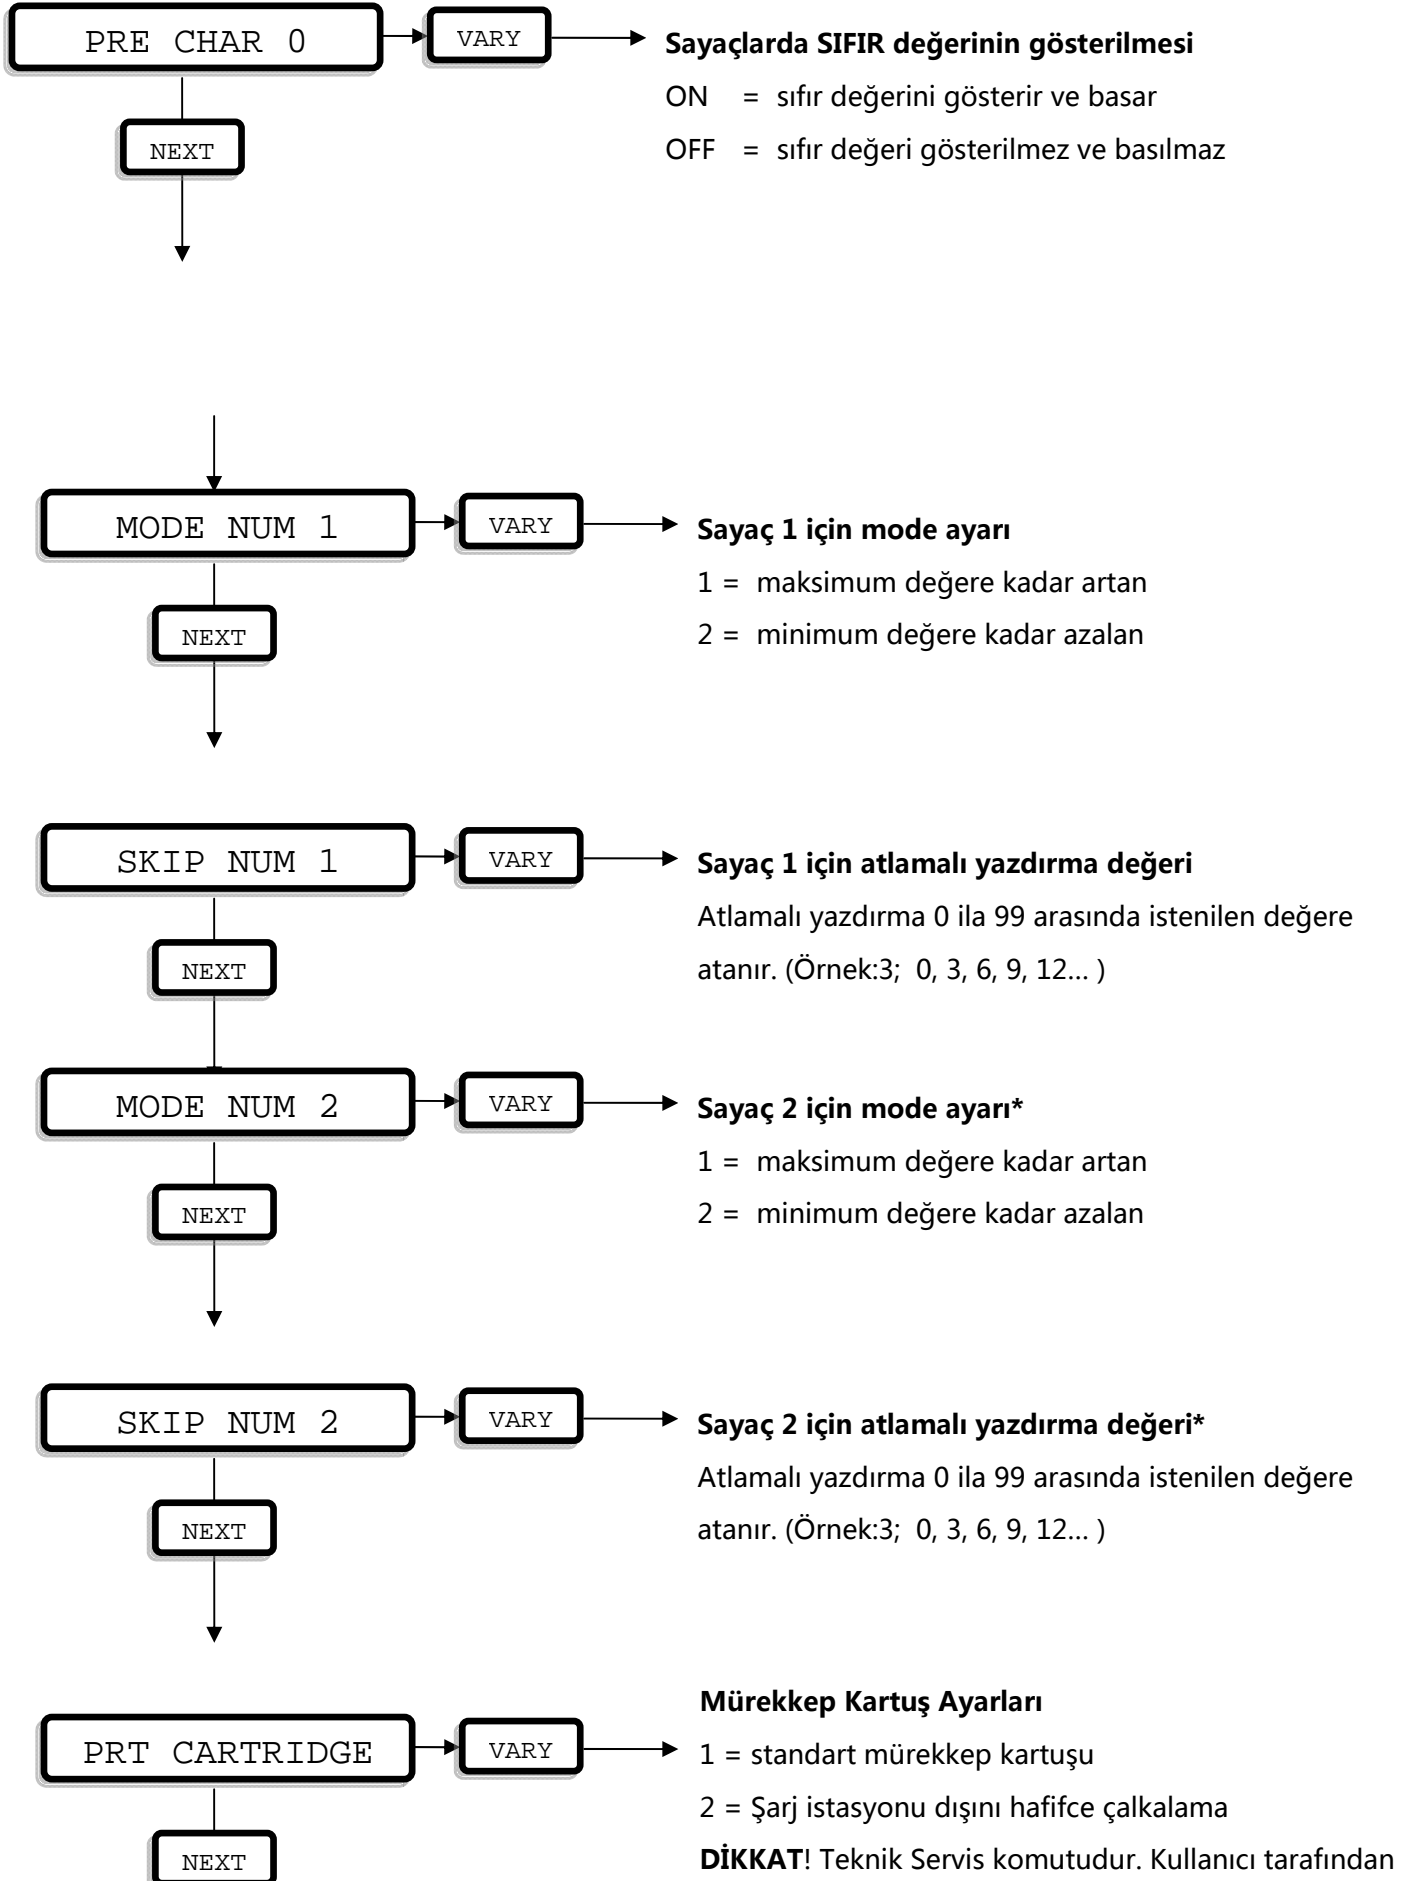 PRE CHAR 0
VARY
Sayaçlarda SIFIR değerinin gösterilmesi
ON = sıfır değerini gösterir ve basar
OFF = sıfır değeri gösterilmez ve basılmaz
NEXT
MODE NUM 1
VARY
Sayaç 1 için mode ayarı
1 = maksimum değere kadar artan
2 = minimum değere kadar azalan
NEXT
SKIP NUM 1
VARY
Sayaç 1 için atlamalı yazdırma değeri
Atlamalı yazdırma 0 ila 99 arasında istenilen değere
atanır. (Örnek:3; 0, 3, 6, 9, 12... )
NEXT
MODE NUM 2
VARY
Sayaç 2 için mode ayarı*
1 = maksimum değere kadar artan
2 = minimum değere kadar azalan
NEXT
SKIP NUM 2
VARY
Sayaç 2 için atlamalı yazdırma değeri*
Atlamalı yazdırma 0 ila 99 arasında istenilen değere
atanır. (Örnek:3; 0, 3, 6, 9, 12... )
NEXT
PRT CARTRIDGE
VARY
Mürekkep Kartuş Ayarları
1 = standart mürekkep kartuşu
2 = Şarj istasyonu dışını hafifce çalkalama
DİKKAT! Teknik Servis komutudur. Kullanıcı tarafından
NEXT